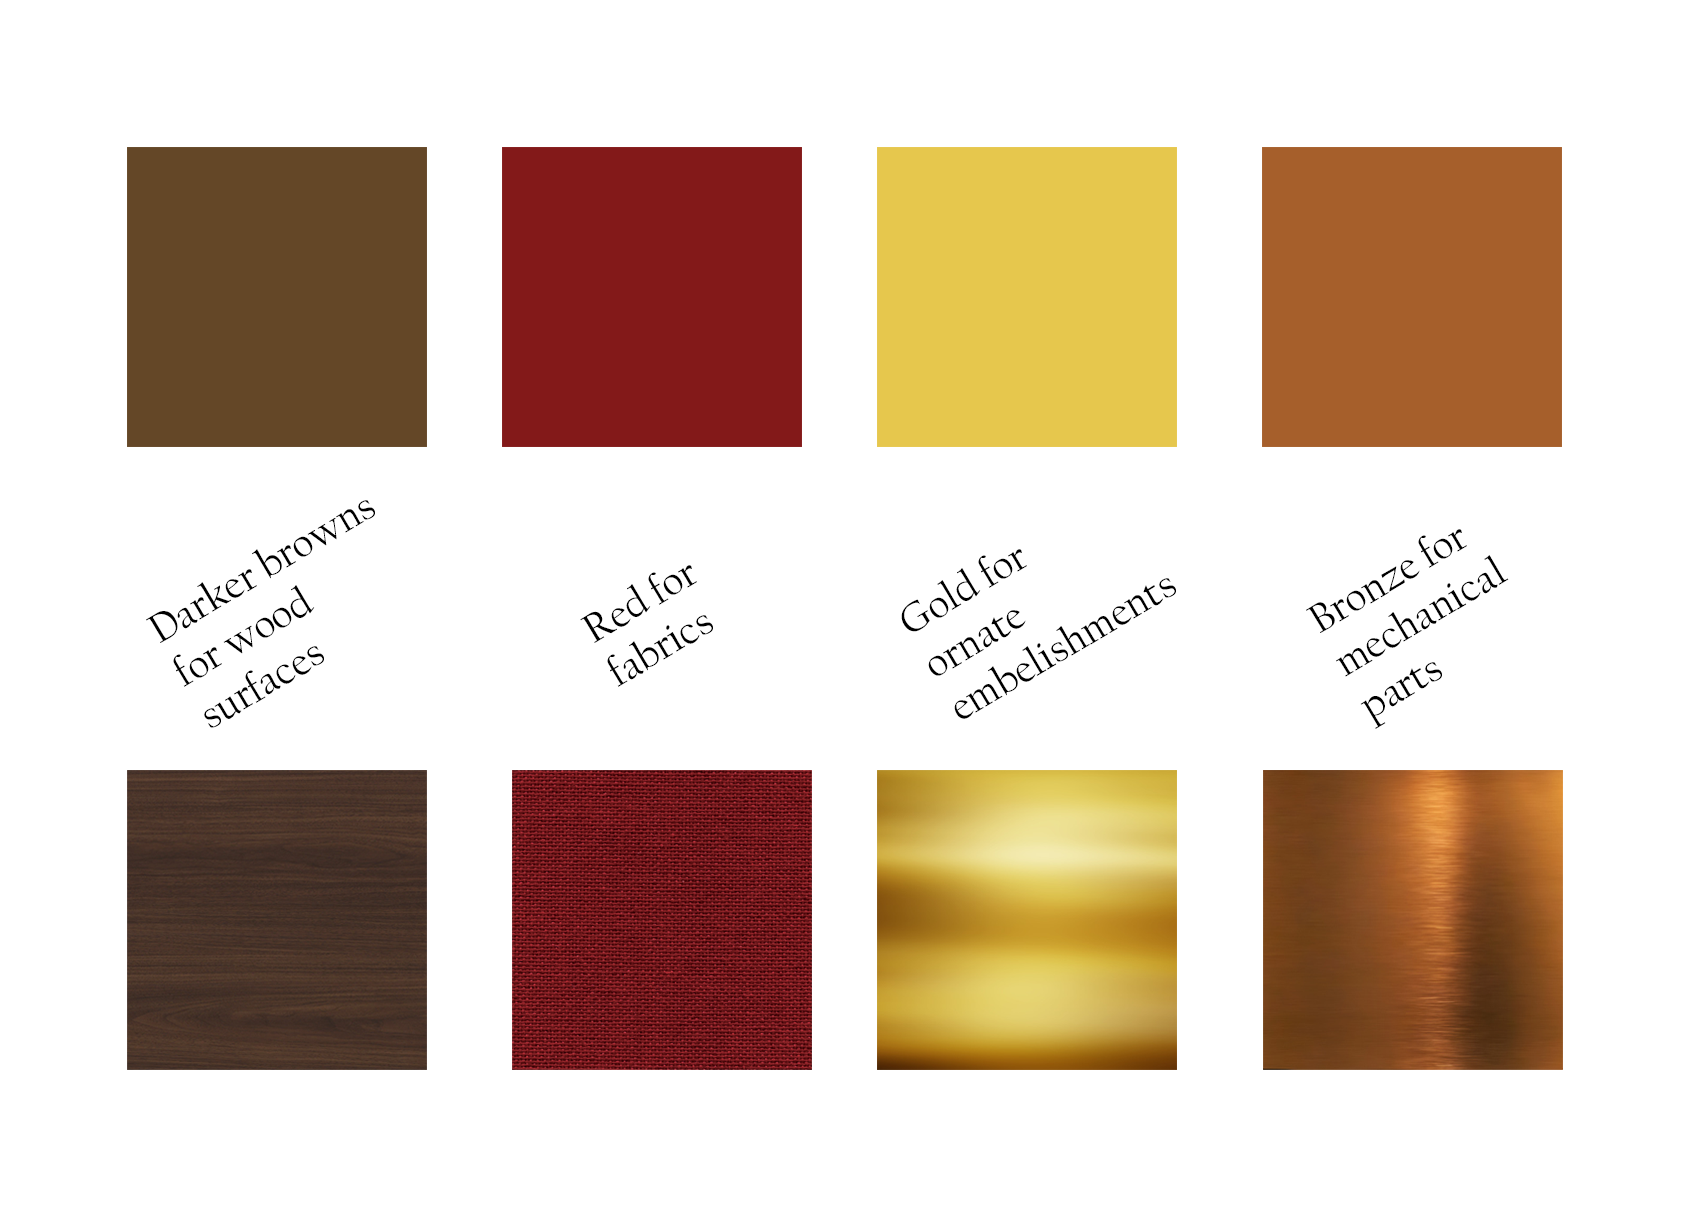 Darker browns
for wood
surfaces
Red for
fabrics
Gold for
ornate
embelishments
Bronze for
mechanical
parts